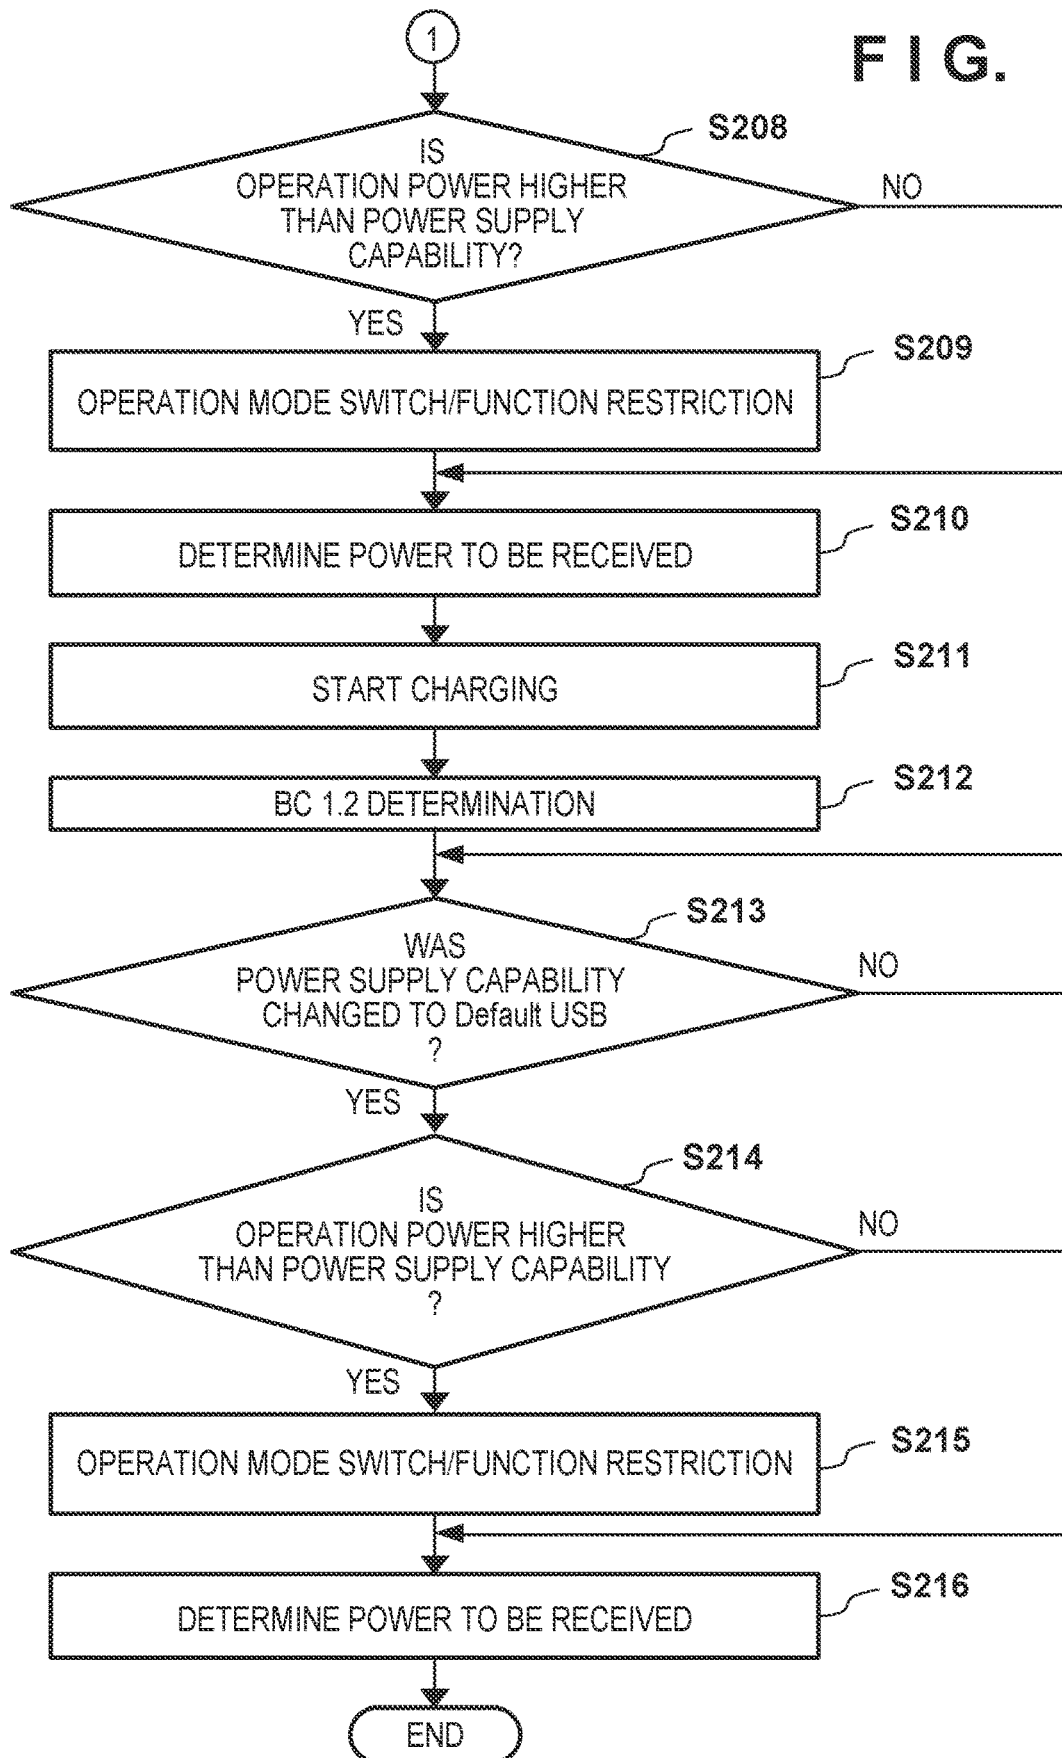 1
F I G.
S208
IS
OPERATION POWER HIGHER
THAN POWER SUPPLY
CAPABILITY?
NO
YES
S209
OPERATION MODE SWITCH/FUNCTION RESTRICTION
S210
DETERMINE POWER TO BE RECEIVED
S211
START CHARGING
S212
BC 1.2 DETERMINATION
S213
WAS
POWER SUPPLY CAPABILITY
CHANGED TO Default USB
?
NO
YES
S214
IS
OPERATION POWER HIGHER
THAN POWER SUPPLY CAPABILITY
?
NO
YES
S215
OPERATION MODE SWITCH/FUNCTION RESTRICTION
S216
DETERMINE POWER TO BE RECEIVED
END